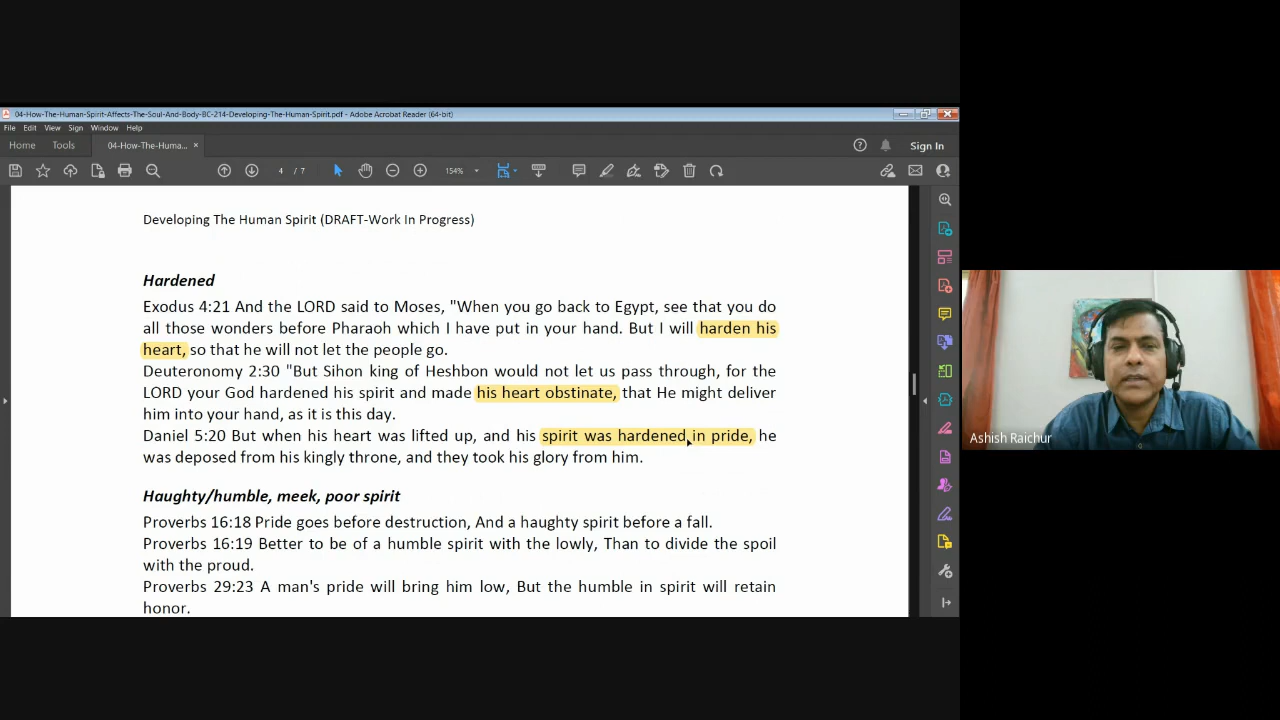 04-How-The-Human-Spirit-Affects-The-Soul-And-Body-BC-214-Developing-The-Human-Spirit.pdf - Adobe Acrobat Reader (64-bit)
File Edit View Sign Window Help
Home Tools 04-How-The-Huma... × Sign In
4 / 7 154%
Developing The Human Spirit (DRAFT-Work In Progress)
Hardened
Exodus 4:21 And the LORD said to Moses, "When you go back to Egypt, see that you do
all those wonders before Pharaoh which I have put in your hand. But I will harden his
heart, so that he will not let the people go.
Deuteronomy 2:30 "But Sihon king of Heshbon would not let us pass through, for the
LORD your God hardened his spirit and made his heart obstinate, that He might deliver
him into your hand, as it is this day.
Daniel 5:20 But when his heart was lifted up, and his spirit was hardened in pride, he
was deposed from his kingly throne, and they took his glory from him.
Haughty/humble, meek, poor spirit
Proverbs 16:18 Pride goes before destruction, And a haughty spirit before a fall.
Proverbs 16:19 Better to be of a humble spirit with the lowly, Than to divide the spoil
with the proud.
Proverbs 29:23 A man's pride will bring him low, But the humble in spirit will retain
honor.
Ashish Raichur